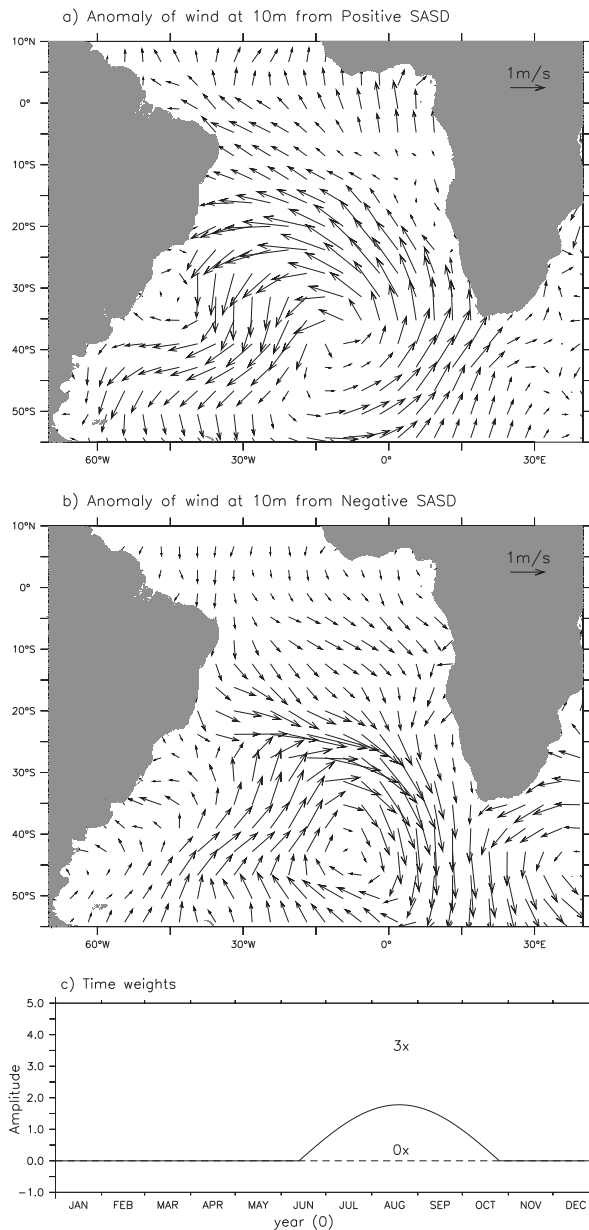 a) Anomaly of wind at 10m from Positive SASD
10°N
0°
10°S
20°S
30°S
40°S
50°S
1m/s
60°W
30°W
0°
30°E
b) Anomaly of wind at 10m from Negative SASD
10°N
0°
10°S
20°S
30°S
40°S
50°S
1m/s
60°W
30°W
0°
30°E
c) Time weights
5.0
4.0
3.0
2.0
1.0
0.0
-1.0
Amplitude
3x
0x
JAN FEB MAR APR MAY JUN JUL AUG SEP OCT NOV DEC
year (0)